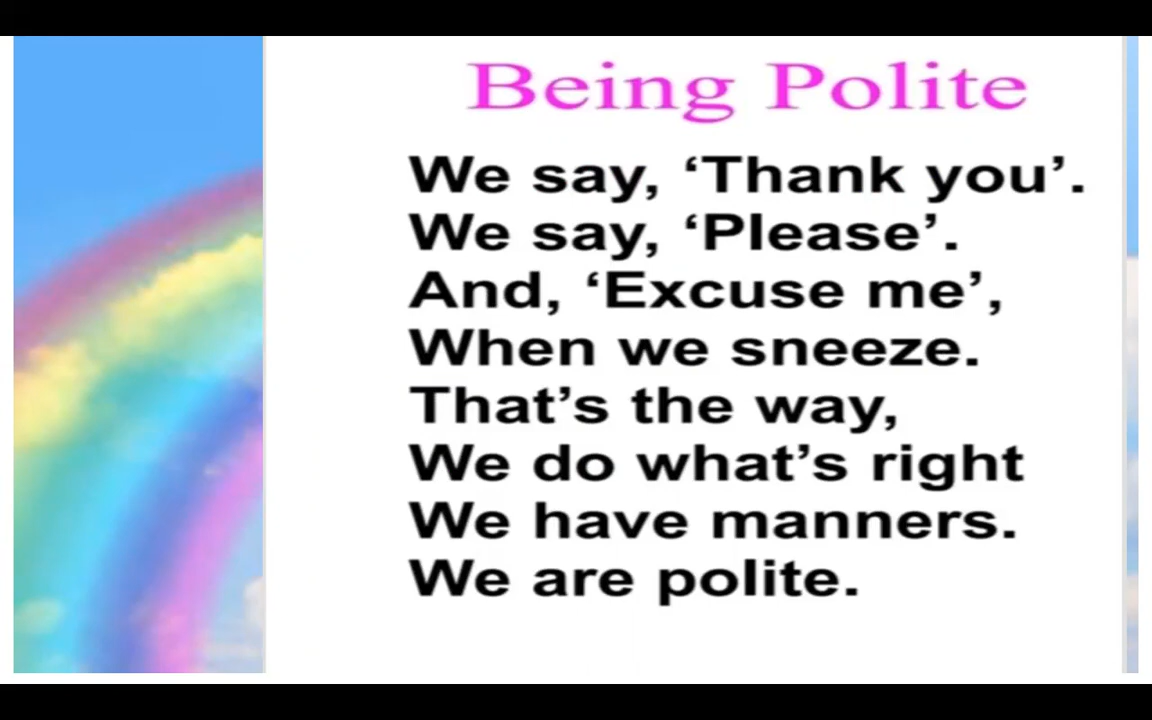 Being Polite
We say, ‘Thank you’.
We say, ‘Please’.
And, ‘Excuse me’,
When we sneeze.
That’s the way,
We do what’s right
We have manners.
We are polite.